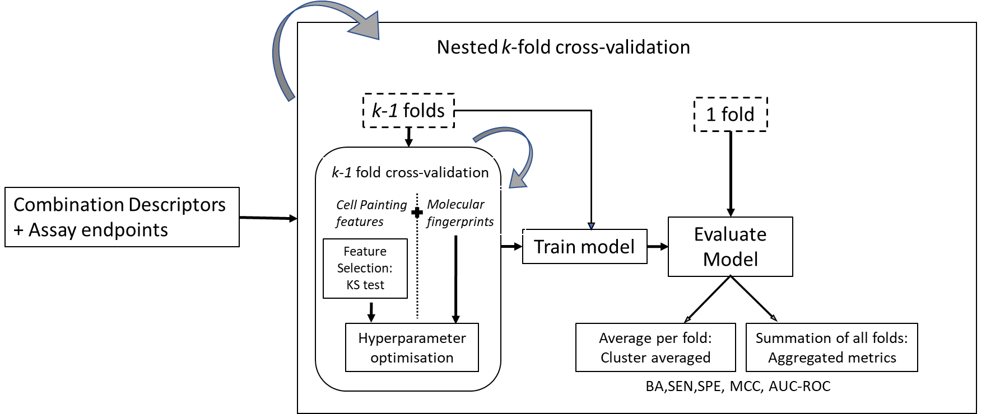 Nested k-fold cross-validation
k-1 folds
1 fold
k-1 fold cross-validation
Cell Painting
features
Molecular
fingerprints
Combination Descriptors
+ Assay endpoints
Feature
Selection:
KS test
Train model
Evaluate
Model
Hyperparameter
optimisation
Average per fold:
Cluster averaged
Summation of all folds:
Aggregated metrics
BA,SEN,SPE, MCC, AUC-ROC